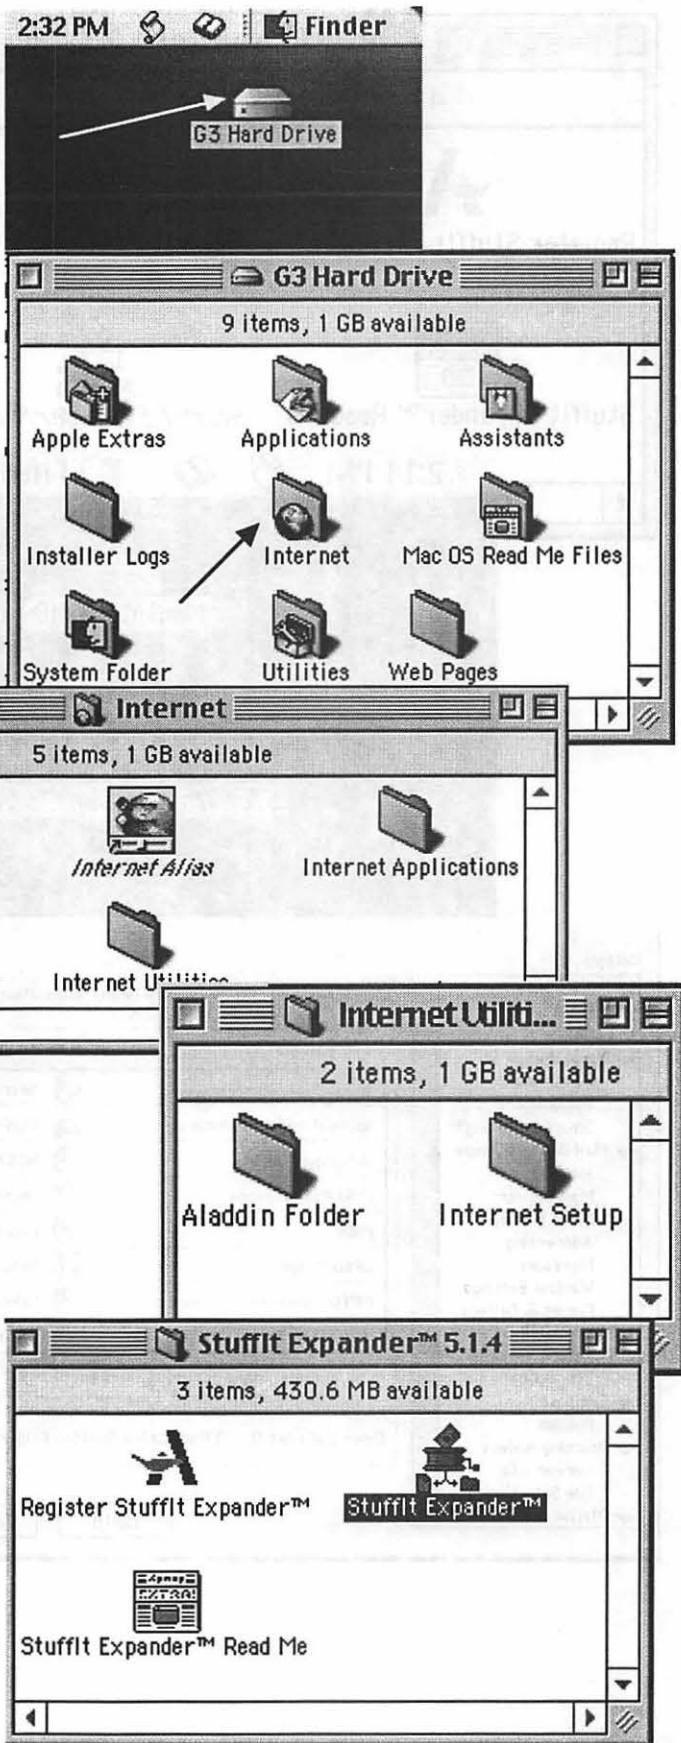 2:32 PM Finder
G3 Hard Drive
G3 Hard Drive
9 items, 1 GB available
Apple Extras Applications Assistants
Installer Logs Internet Mac OS Read Me Files
System Folder Utilities Web Pages
Internet
5 items, 1 GB available
Internet Alias Internet Applications
Internet Utilities
Internet Utiliti...
2 items, 1 GB available
Aladdin Folder Internet Setup
StuffIt Expander™ 5.1.4
3 items, 430.6 MB available
Register StuffIt Expander™ StuffIt Expander™
EXTRA!
StuffIt Expander™ Read Me